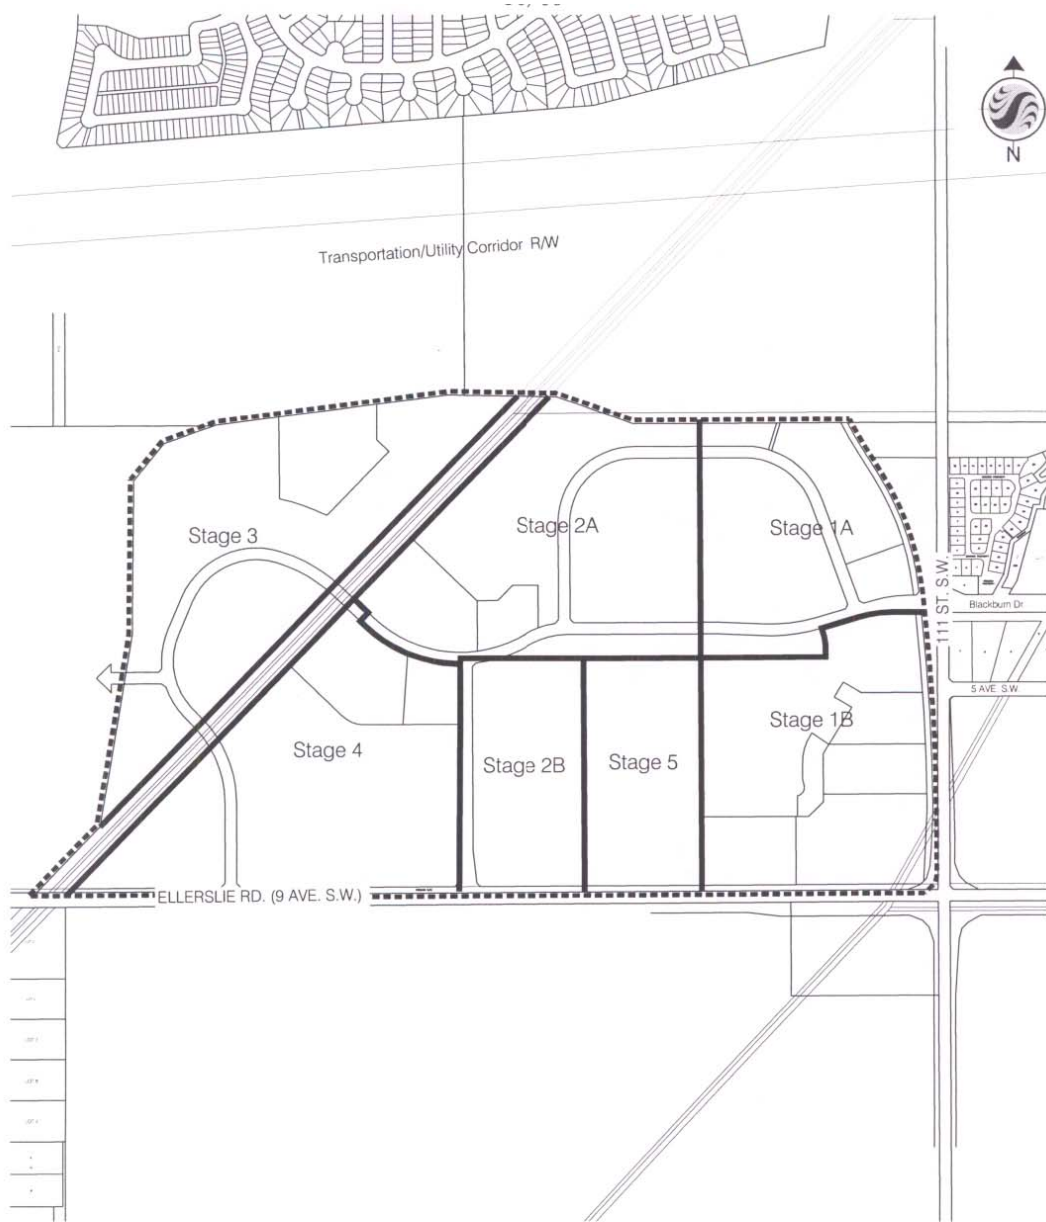 N
Transportation/Utility Corridor R/W
Stage 3
Stage 2A
Stage 1A
111 ST. S.W.
Blackburn Dr
5 AVE. S.W.
Stage 1B
Stage 4
Stage 2B
Stage 5
ELLERSLIE RD. (9 AVE. S.W.)